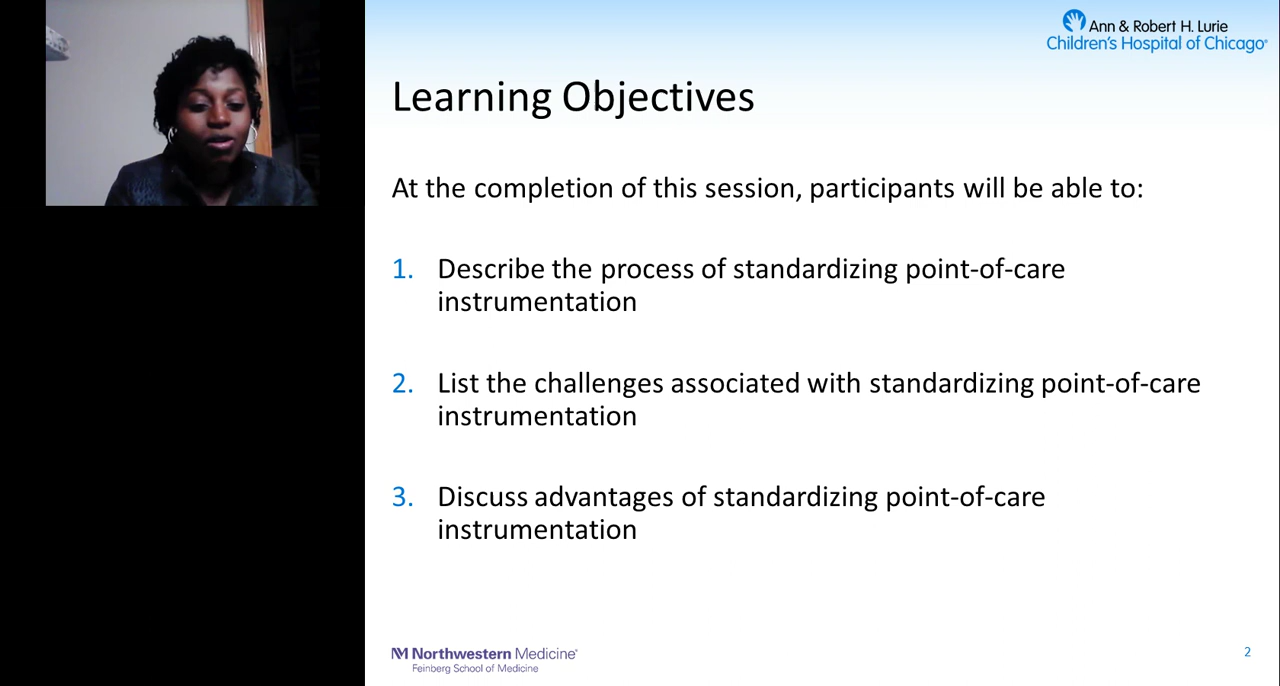 Ann & Robert H. Lurie
Children's Hospital of Chicago®
Learning Objectives
At the completion of this session, participants will be able to:
1. Describe the process of standardizing point-of-care
instrumentation
2. List the challenges associated with standardizing point-of-care
instrumentation
3. Discuss advantages of standardizing point-of-care
instrumentation
Northwestern Medicine®
Feinberg School of Medicine
2